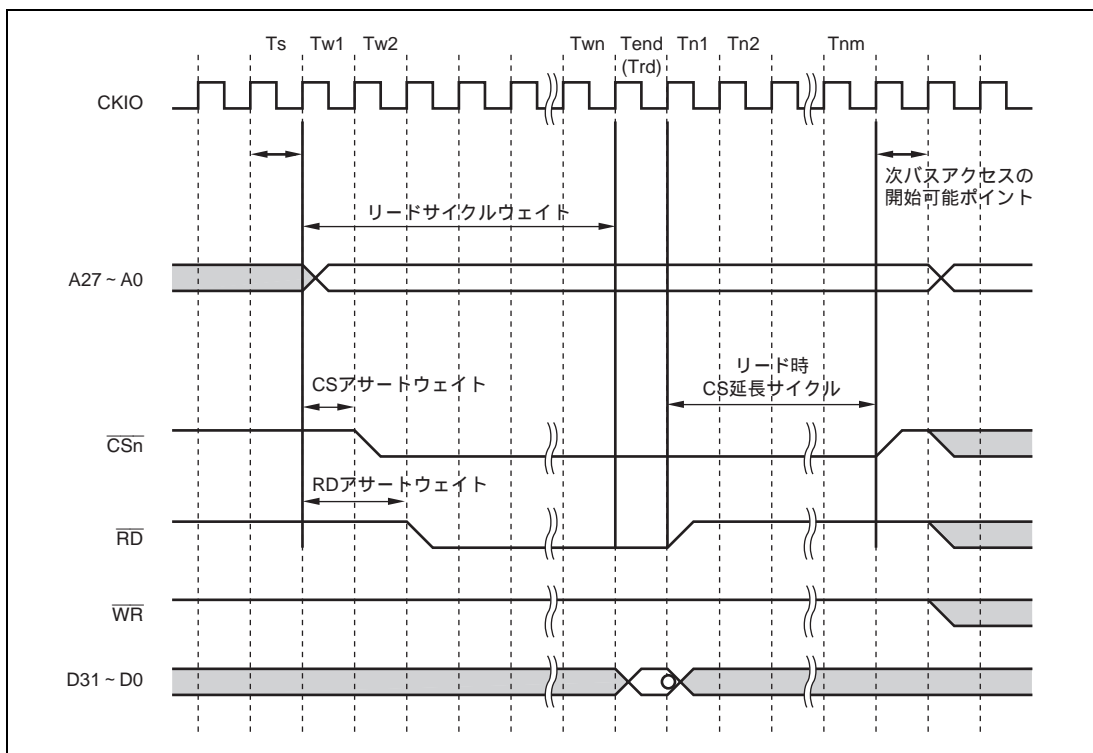 Ts Tw1 Tw2 Twn Tend Tn1 Tn2 Tnm
(Trd)
CKIO
次バスアクセスの
開始可能ポイント
リードサイクルウェイト
A27 ~ A0
リード時
CS延長サイクル
CSアサートウェイト
CSn
RDアサートウェイト
RD
WR
D31 ~ D0